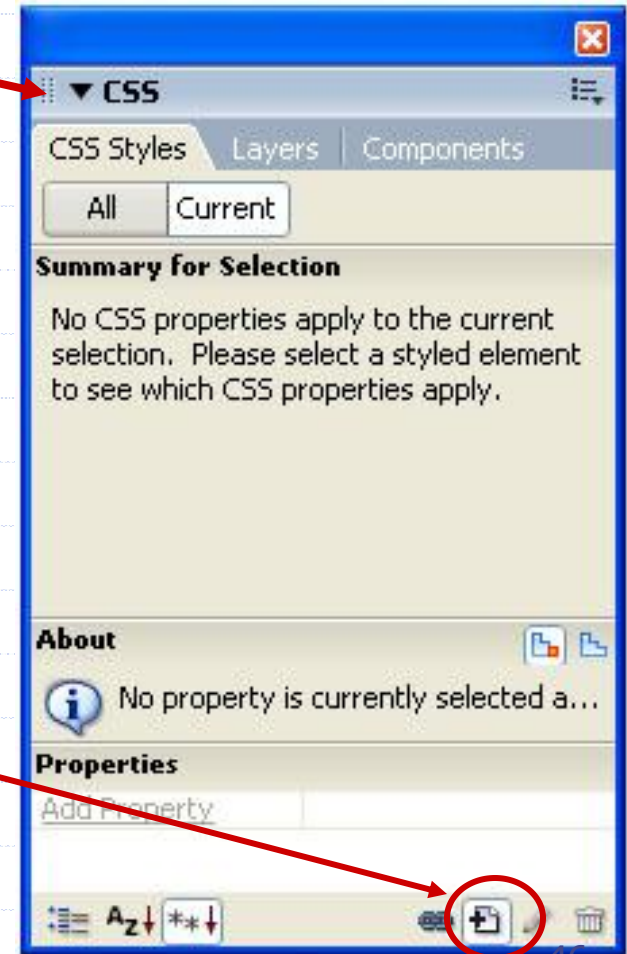 CSS
CSS Styles Layers Components
All Current
Summary for Selection
No CSS properties apply to the current
selection. Please select a styled element
to see which CSS properties apply.
About
No property is currently selected a...
Properties
Add Property
Az